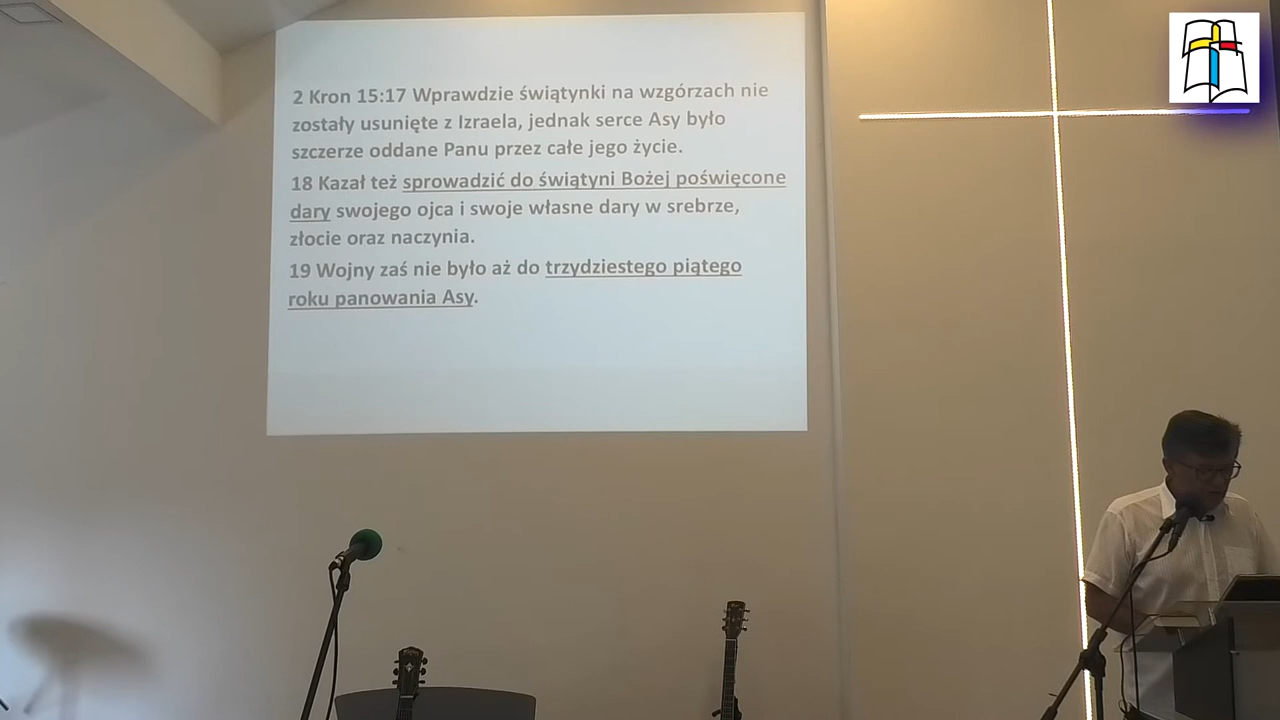 2 Kron 15:17 Wprawdzie świątynki na wzgórzach nie
zostały usunięte z Izraela, jednak serce Asy było
szczerze oddane Panu przez całe jego życie.
18 Kazał też sprowadzić do świątyni Bożej poświęcone
dary swojego ojca i swoje własne dary w srebrze,
złocie oraz naczynia.
19 Wojny zaś nie było aż do trzydziestego piątego
roku panowania Asy.